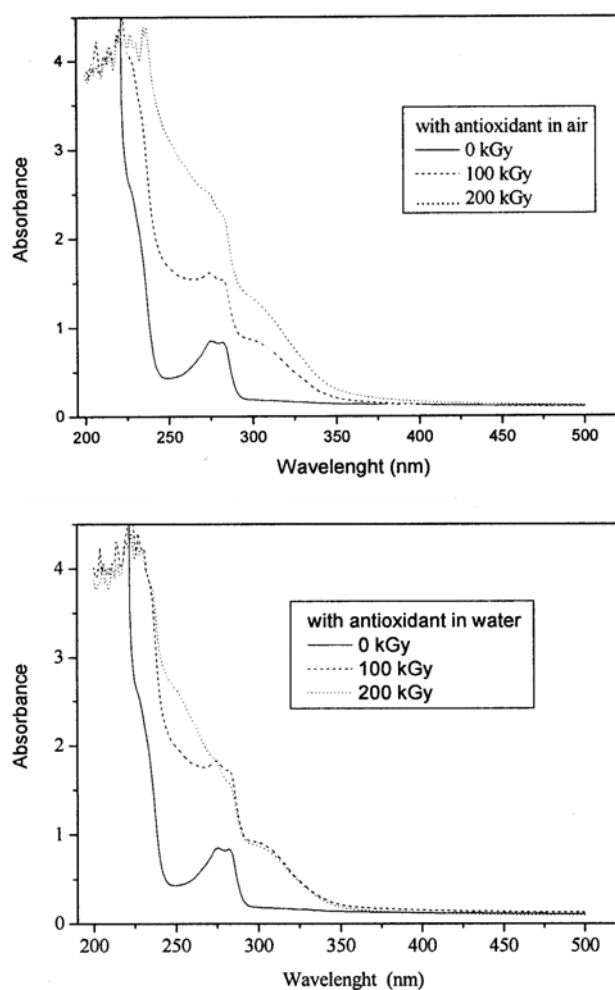 4
3
2
1
0
Absorbance
with antioxidant in air
0 kGy
100 kGy
200 kGy
200 250 300 350 400 450 500
Wavelenght (nm)
4
3
2
1
0
Absorbance
with antioxidant in water
0 kGy
100 kGy
200 kGy
200 250 300 350 400 450 500
Wavelenght (nm)